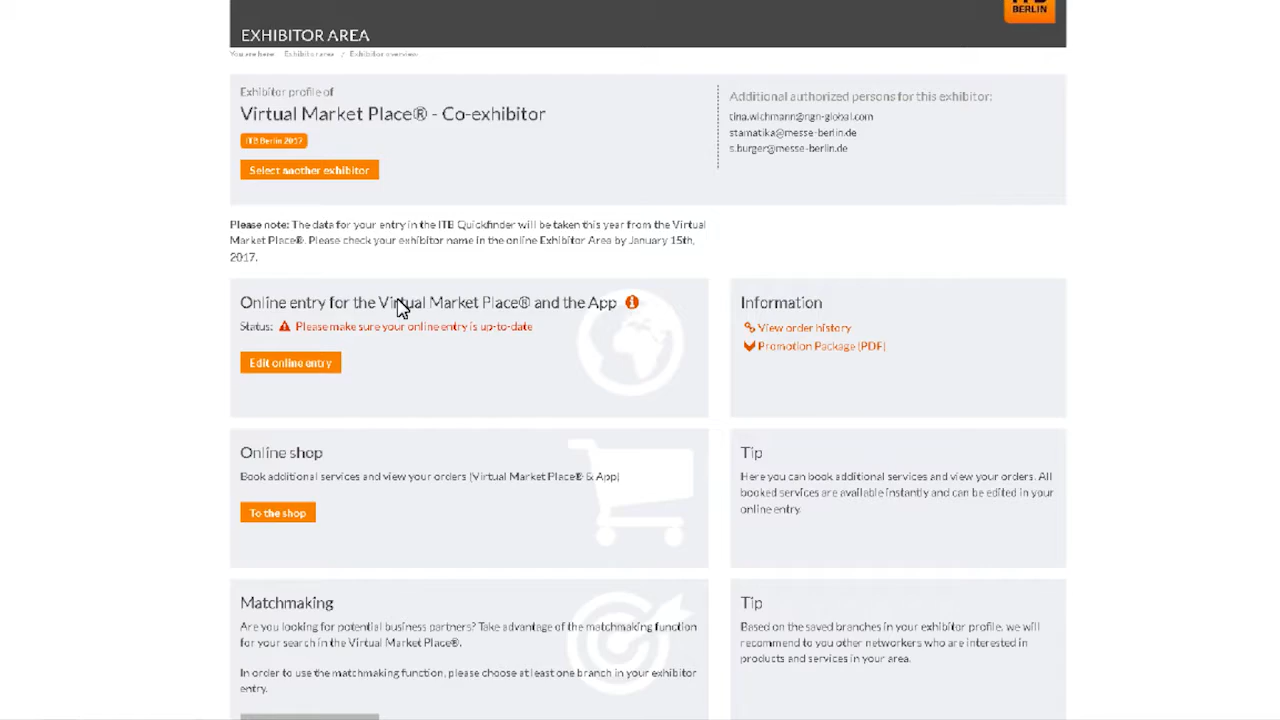 ITB
BERLIN
EXHIBITOR AREA
You are here: Exhibitor area / Exhibitor overview
Exhibitor profile of
Virtual Market Place® - Co-exhibitor
ITB Berlin 2017
Select another exhibitor
Additional authorized persons for this exhibitor:
tina.wichmann@ngn-global.com
stamatika@messe-berlin.de
s.burger@messe-berlin.de
Please note: The data for your entry in the ITB Quickfinder will be taken this year from the Virtual
Market Place®. Please check your exhibitor name in the online Exhibitor Area by January 15th,
2017.
Online entry for the Virtual Market Place® and the App
Status: Please make sure your online entry is up-to-date
Edit online entry
Information
View order history
Promotion Package (PDF)
Online shop
Book additional services and view your orders (Virtual Market Place® & App)
To the shop
Tip
Here you can book additional services and view your orders. All
booked services are available instantly and can be edited in your
online entry.
Matchmaking
Are you looking for potential business partners? Take advantage of the matchmaking function
for your search in the Virtual Market Place®.
In order to use the matchmaking function, please choose at least one branch in your exhibitor
entry.
Tip
Based on the saved branches in your exhibitor profile, we will
recommend to you other networkers who are interested in
products and services in your area.